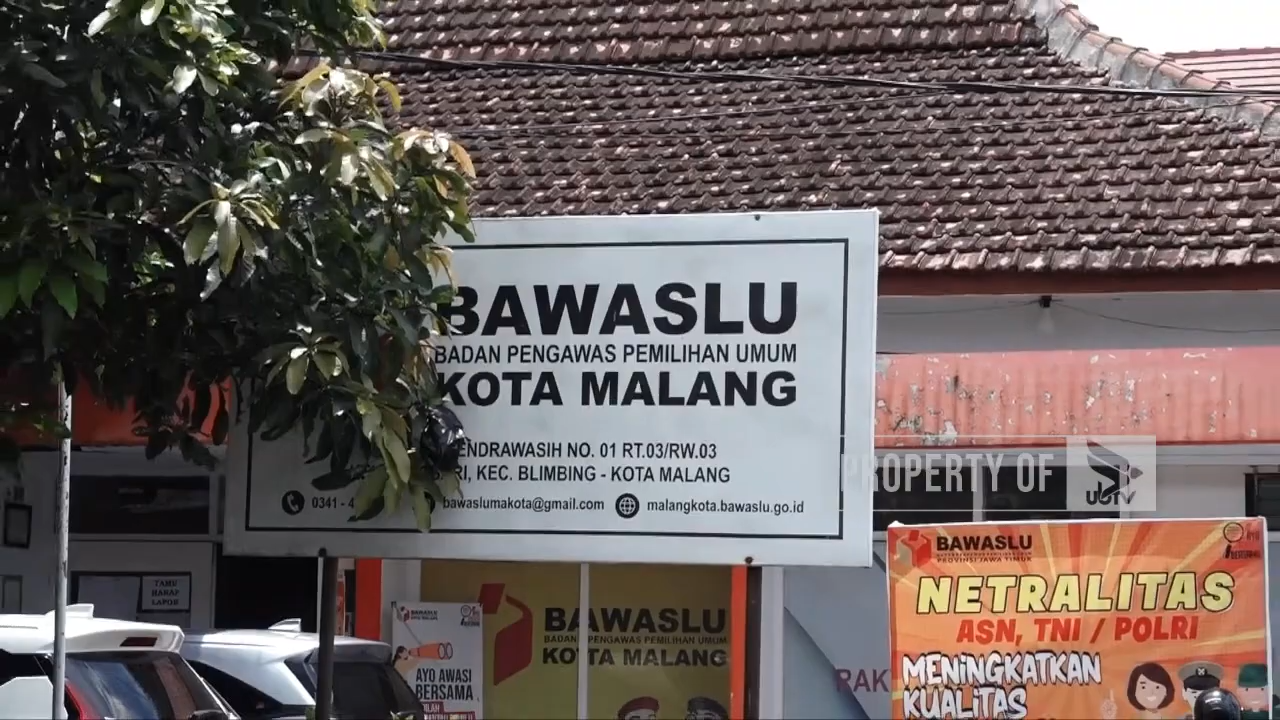 BAWASLU
BADAN PENGAWAS PEMILIHAN UMUM
KOTA MALANG
ENDRAWASIH NO. 01 RT.03/RW.03
RI, KEC. BLIMBING - KOTA MALANG
0341 - 4
bawaslumakota@gmail.com
malangkota.bawaslu.go.id
PROPERTY OF
UBTV
BAWASLU
PROVINSI JAWA TIMUR
NETRALITAS
ASN, TNI / POLRI
MENINGKATKAN
KUALITAS
TAMU
HARAP
LAPOR
BAWASLU
AYO AWASI
BERSAMA
BAWASLU
BADAN PENGAWAS PEMILIHAN UMUM
KOTA MALANG
RAK